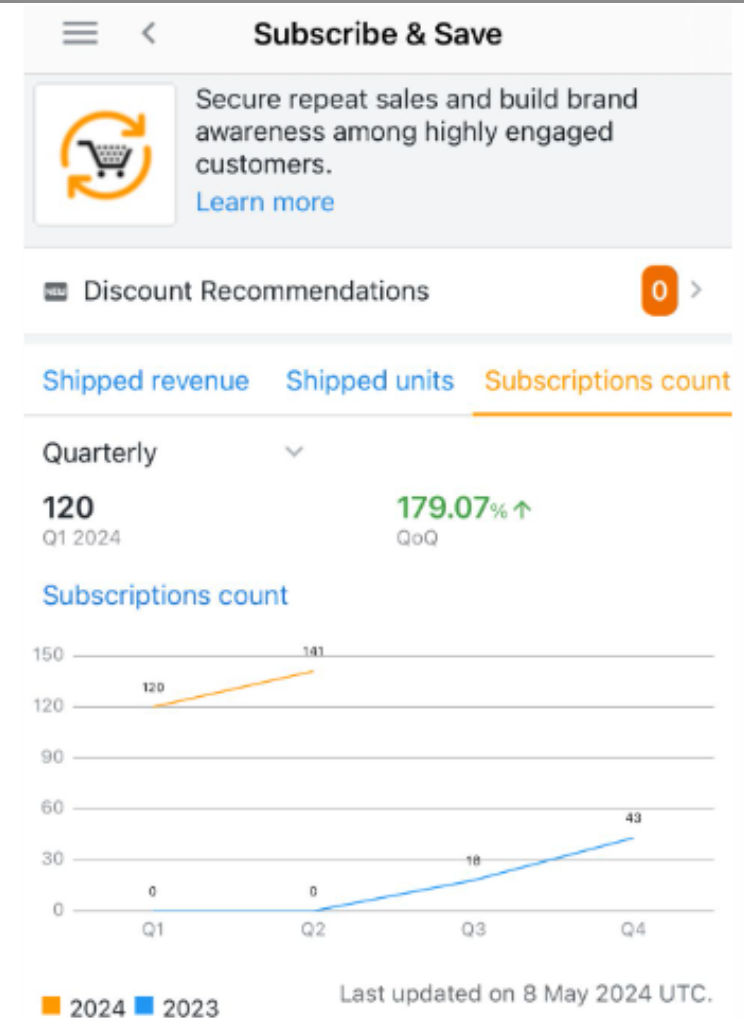 Subscribe & Save
Secure repeat sales and build brand
awareness among highly engaged
customers.
Learn more
NEW Discount Recommendations 0
Shipped revenue Shipped units Subscriptions count
Quarterly
120 179.07% ↑
Q1 2024 QoQ
Subscriptions count
150 141
120
120
90
60
43
30 18
0 0
0
Q1 Q2 Q3 Q4
2024 2023 Last updated on 8 May 2024 UTC.